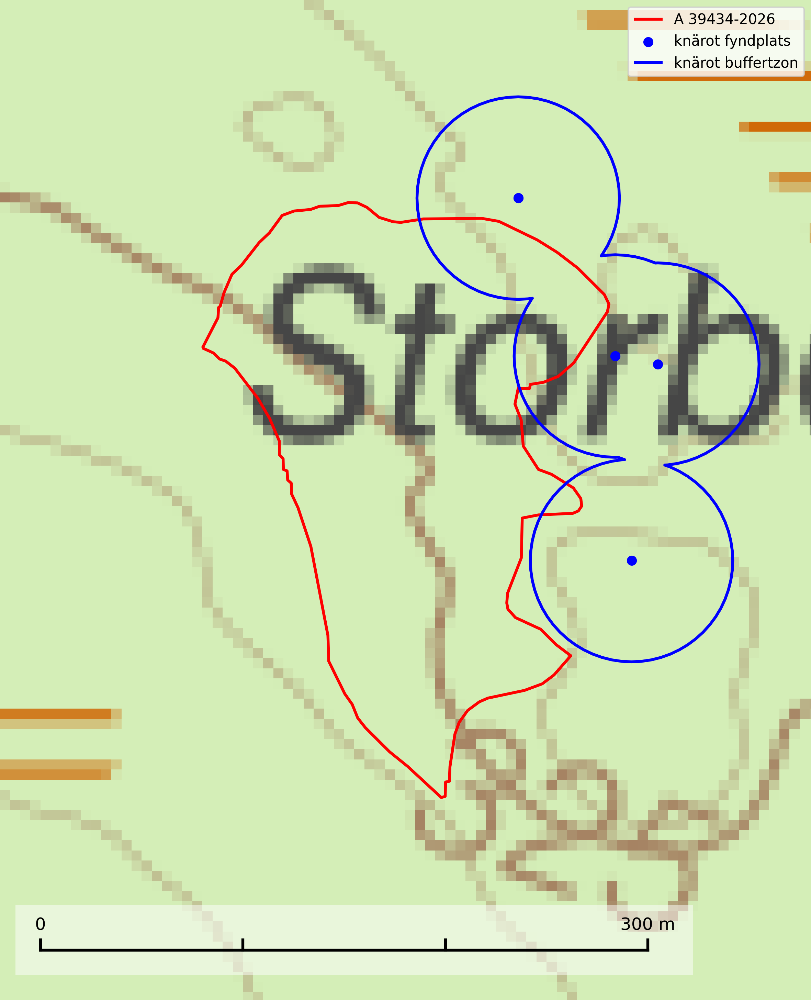 A 39434-2026
knärot fyndplats
knärot buffertzon
Storb
0
300 m